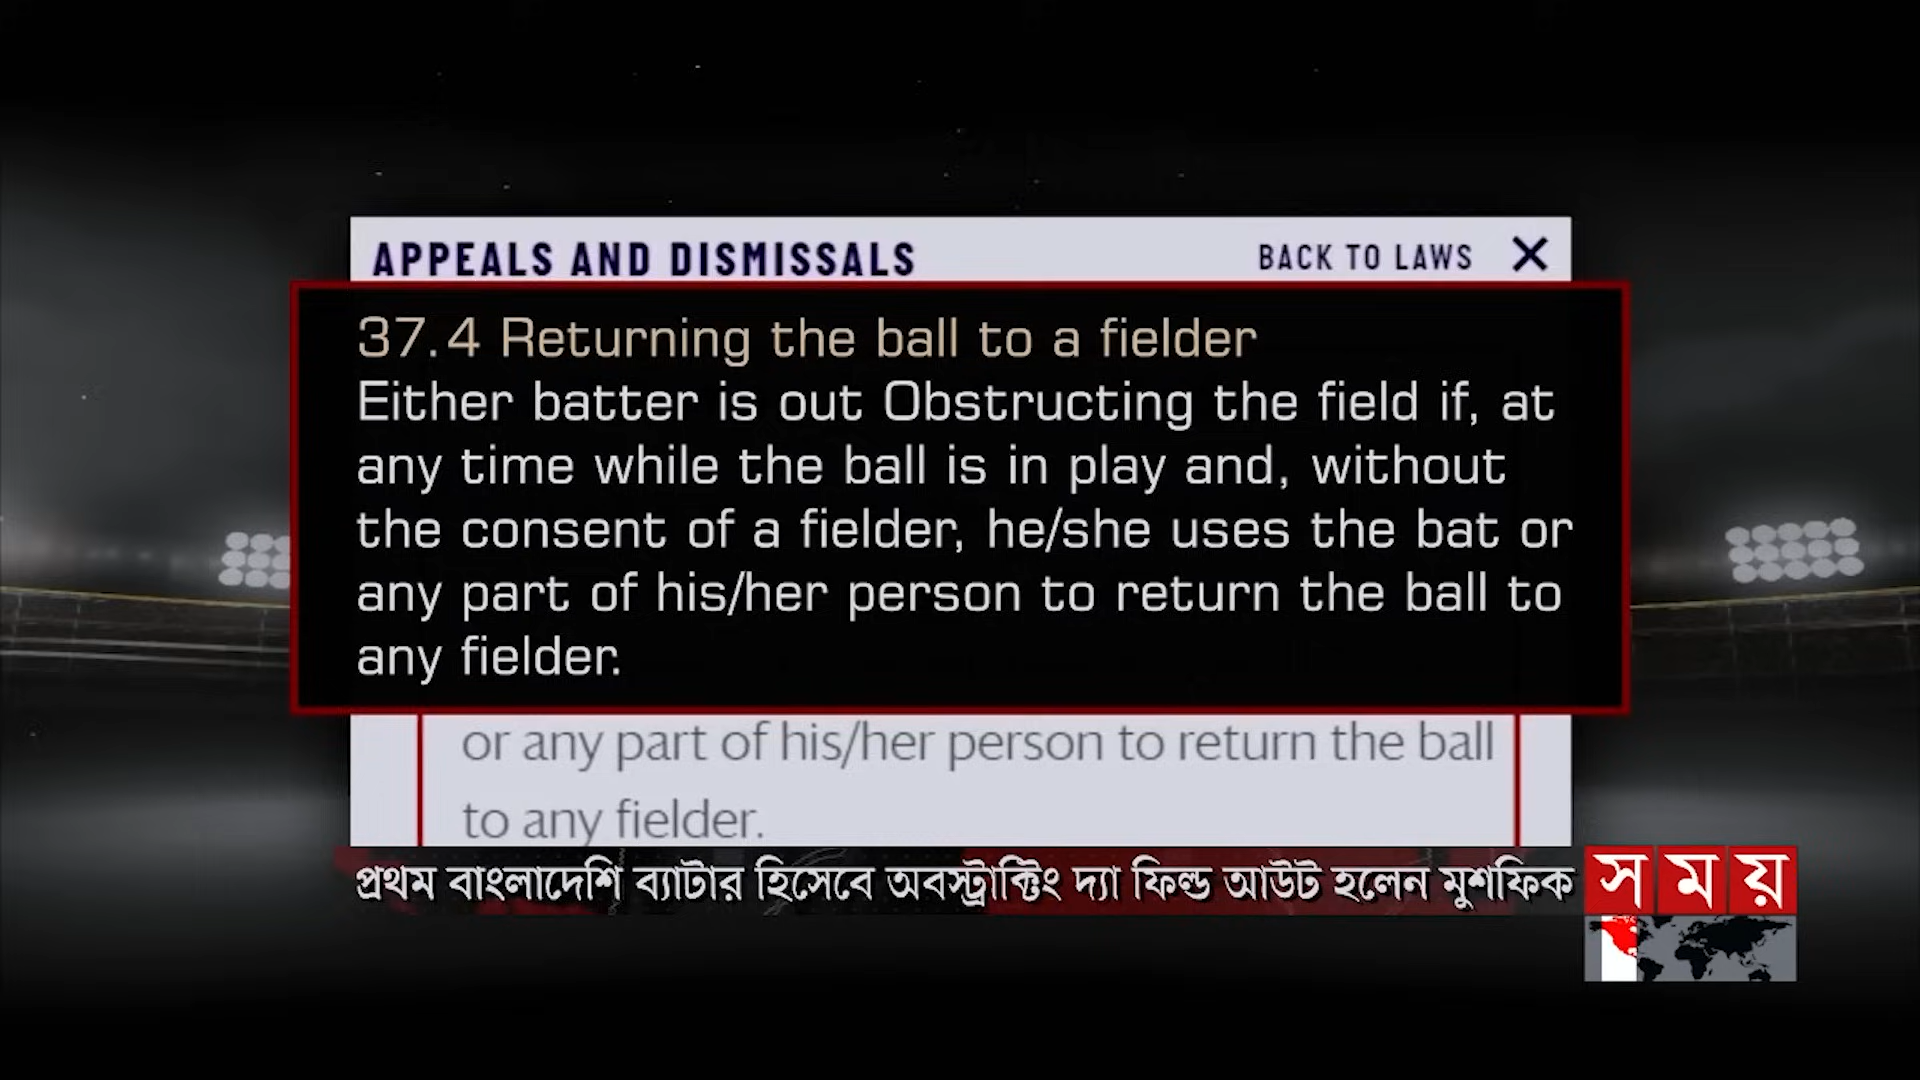 APPEALS AND DISMISSALS BACK TO LAWS
37.4 Returning the ball to a fielder
Either batter is out Obstructing the field if, at
any time while the ball is in play and, without
the consent of a fielder, he/she uses the bat or
any part of his/her person to return the ball to
any fielder.
or any part of his/her person to return the ball
to any fielder.
প্রথম বাংলাদেশি ব্যাটার হিসেবে অবস্ট্রাক্টিং দ্যা ফিল্ড আউট হলেন মুশফিক
সময়